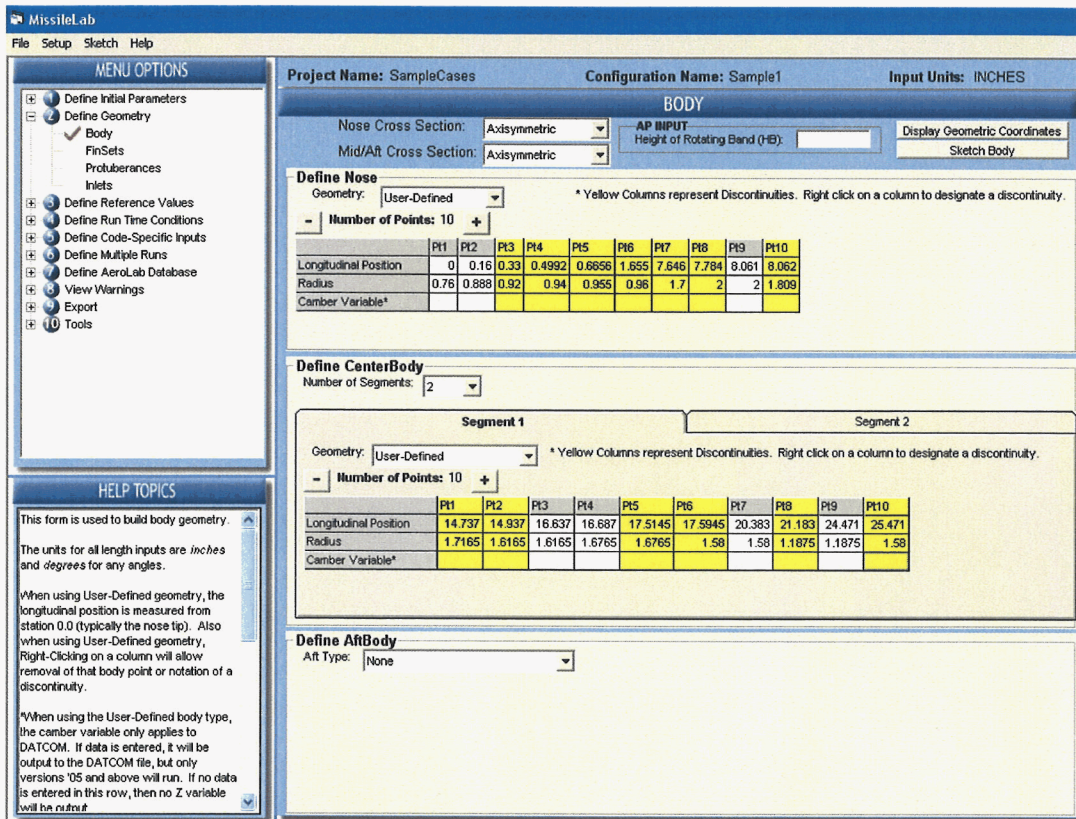 MissileLab
File Setup Sketch Help
MENU OPTIONS
1 Define Initial Parameters
2 Define Geometry
Body
FinSets
Protuberances
Inlets
3 Define Reference Values
4 Define Run Time Conditions
5 Define Code-Specific Inputs
6 Define Multiple Runs
7 Define AeroLab Database
8 View Warnings
9 Export
10 Tools
HELP TOPICS
This form is used to build body geometry.
The units for all length inputs are inches
and degrees for any angles.
When using User-Defined geometry, the
longitudinal position is measured from
station 0.0 (typically the nose tip). Also
when using User-Defined geometry,
Right-Clicking on a column will allow
removal of that body point or notation of a
discontinuity.
*When using the User-Defined body type,
the camber variable only applies to
DATCOM. If data is entered, it will be
output to the DATCOM file, but only
versions '05 and above will run. If no data
is entered in this row, then no Z variable
will be output
Project Name: SampleCases Configuration Name: Sample1 Input Units: INCHES
BODY
Nose Cross Section: Axisymmetric
Mid/Aft Cross Section: Axisymmetric
AP INPUT
Height of Rotating Band (HB):
Display Geometric Coordinates
Sketch Body
Define Nose
Geometry: User-Defined * Yellow Columns represent Discontinuities. Right click on a column to designate a discontinuity.
- Number of Points: 10 +
Pt1 Pt2 Pt3 Pt4 Pt5 Pt6 Pt7 Pt8 Pt9 Pt10
Longitudinal Position 0 0.16 0.33 0.4992 0.6656 1.655 7.646 7.784 8.061 8.062
Radius 0.76 0.888 0.92 0.94 0.955 0.96 1.7 2 2 1.809
Camber Variable*
Define CenterBody
Number of Segments: 2
Segment 1 Segment 2
Geometry: User-Defined * Yellow Columns represent Discontinuities. Right click on a column to designate a discontinuity.
- Number of Points: 10 +
Pt1 Pt2 Pt3 Pt4 Pt5 Pt6 Pt7 Pt8 Pt9 Pt10
Longitudinal Position 14.737 14.937 16.637 16.687 17.5145 17.5945 20.383 21.183 24.471 25.471
Radius 1.7165 1.6165 1.6165 1.6765 1.6765 1.58 1.58 1.1875 1.1875 1.58
Camber Variable*
Define AftBody
Aft Type: None